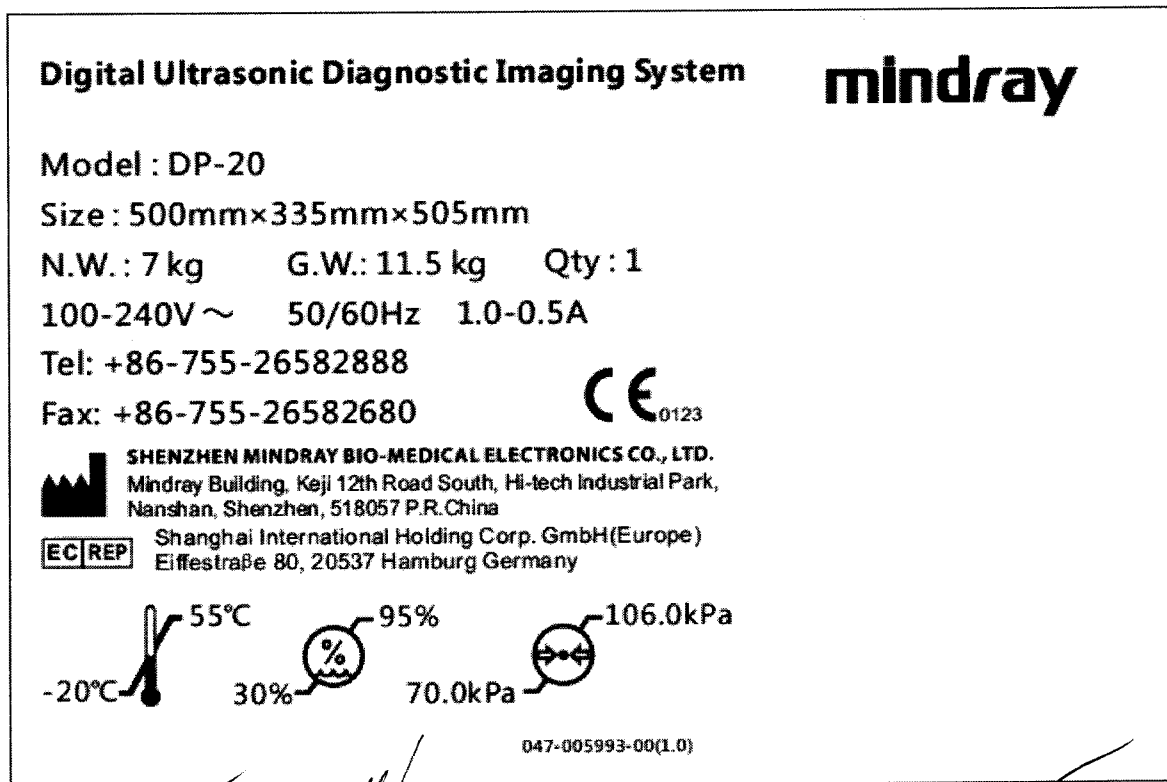 Digital Ultrasonic Diagnostic Imaging System
mindray
Model : DP-20
Size : 500mm×335mm×505mm
N.W. : 7 kg G.W.: 11.5 kg Qty : 1
100-240V～ 50/60Hz 1.0-0.5A
Tel: +86-755-26582888
Fax: +86-755-26582680
CE 0123
SHENZHEN MINDRAY BIO-MEDICAL ELECTRONICS CO., LTD.
Mindray Building, Keji 12th Road South, Hi-tech Industrial Park,
Nanshan, Shenzhen, 518057 P.R.China
EC REP
Shanghai International Holding Corp. GmbH(Europe)
Eiffestraβe 80, 20537 Hamburg Germany
55℃ 95% 106.0kPa
%
-20℃ 30% 70.0kPa
047-005993-00(1.0)